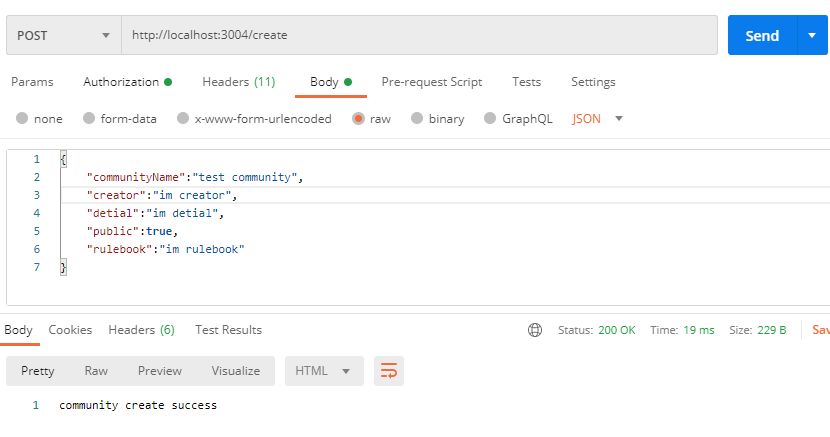 POST http://localhost:3004/create Send
Params Authorization Headers (11) Body Pre-request Script Tests Settings
none form-data x-www-form-urlencoded raw binary GraphQL JSON
1 {
2 "communityName":"test community",
3 "creator":"im creator",
4 "detial":"im detial",
5 "public":true,
6 "rulebook":"im rulebook"
7 }
Body Cookies Headers (6) Test Results Status: 200 OK Time: 19 ms Size: 229 B Sav
Pretty Raw Preview Visualize HTML
1 community create success